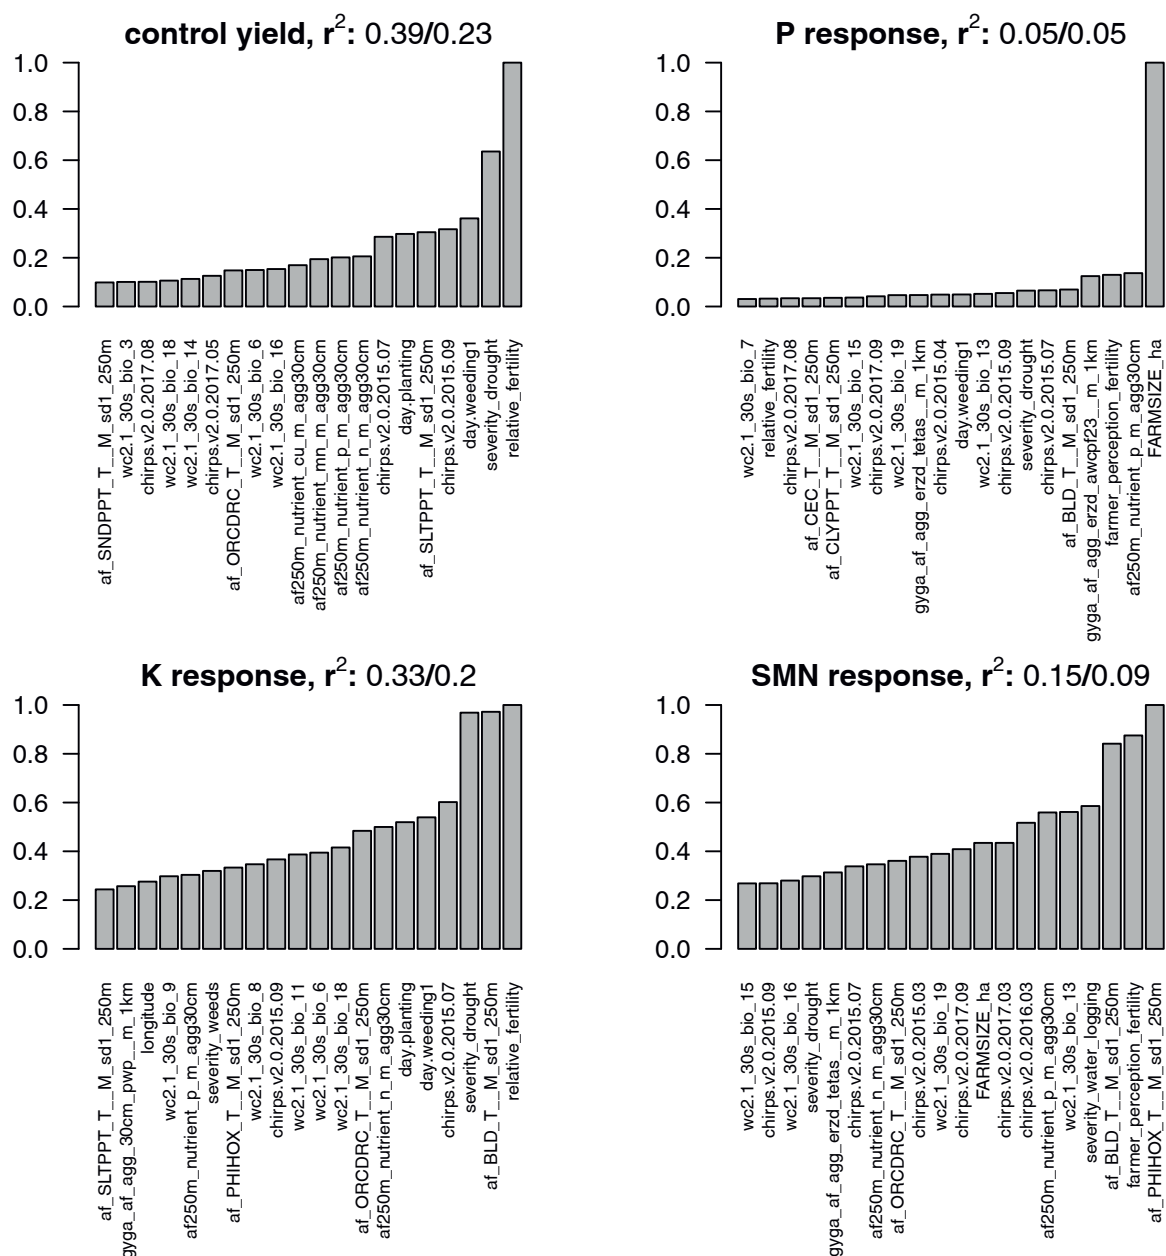 control yield, r²: 0.39/0.23
1.0
0.8
0.6
0.4
0.2
0.0
af_SNDPPT_T__M_sd1_250m
wc2.1_30s_bio_3
chirps.v2.0.2017.08
wc2.1_30s_bio_18
wc2.1_30s_bio_14
chirps.v2.0.2017.05
af_ORCDRC_T__M_sd1_250m
wc2.1_30s_bio_6
wc2.1_30s_bio_16
af250m_nutrient_cu_m_agg30cm
af250m_nutrient_mn_m_agg30cm
af250m_nutrient_p_m_agg30cm
af250m_nutrient_n_m_agg30cm
chirps.v2.0.2015.07
day.planting
af_SLTPPT_T__M_sd1_250m
chirps.v2.0.2015.09
day.weeding1
severity_drought
relative_fertility
P response, r²: 0.05/0.05
1.0
0.8
0.6
0.4
0.2
0.0
wc2.1_30s_bio_7
relative_fertility
chirps.v2.0.2017.08
af_CEC_T__M_sd1_250m
af_CLYPPT_T__M_sd1_250m
wc2.1_30s_bio_15
chirps.v2.0.2017.09
wc2.1_30s_bio_19
gyga_af_agg_erzd_tetas__m_1km
chirps.v2.0.2015.04
day.weeding1
wc2.1_30s_bio_13
chirps.v2.0.2015.09
severity_drought
chirps.v2.0.2015.07
af_BLD_T__M_sd1_250m
gyga_af_agg_erzd_awcpf23__m_1km
farmer_perception_fertility
af250m_nutrient_p_m_agg30cm
FARMSIZE_ha
K response, r²: 0.33/0.2
1.0
0.8
0.6
0.4
0.2
0.0
af_SLTPPT_T__M_sd1_250m
gyga_af_agg_30cm_pwp__m_1km
longitude
wc2.1_30s_bio_9
af250m_nutrient_p_m_agg30cm
severity_weeds
af_PHIHOX_T__M_sd1_250m
wc2.1_30s_bio_8
chirps.v2.0.2015.09
wc2.1_30s_bio_11
wc2.1_30s_bio_6
wc2.1_30s_bio_18
af_ORCDRC_T__M_sd1_250m
af250m_nutrient_n_m_agg30cm
day.planting
day.weeding1
chirps.v2.0.2015.07
severity_drought
af_BLD_T__M_sd1_250m
relative_fertility
SMN response, r²: 0.15/0.09
1.0
0.8
0.6
0.4
0.2
0.0
wc2.1_30s_bio_15
chirps.v2.0.2015.09
wc2.1_30s_bio_16
severity_drought
gyga_af_agg_erzd_tetas__m_1km
chirps.v2.0.2015.07
af250m_nutrient_n_m_agg30cm
af_ORCDRC_T__M_sd1_250m
chirps.v2.0.2015.03
wc2.1_30s_bio_19
chirps.v2.0.2017.09
FARMSIZE_ha
chirps.v2.0.2017.03
chirps.v2.0.2016.03
af250m_nutrient_p_m_agg30cm
wc2.1_30s_bio_13
severity_water_logging
af_BLD_T__M_sd1_250m
farmer_perception_fertility
af_PHIHOX_T__M_sd1_250m